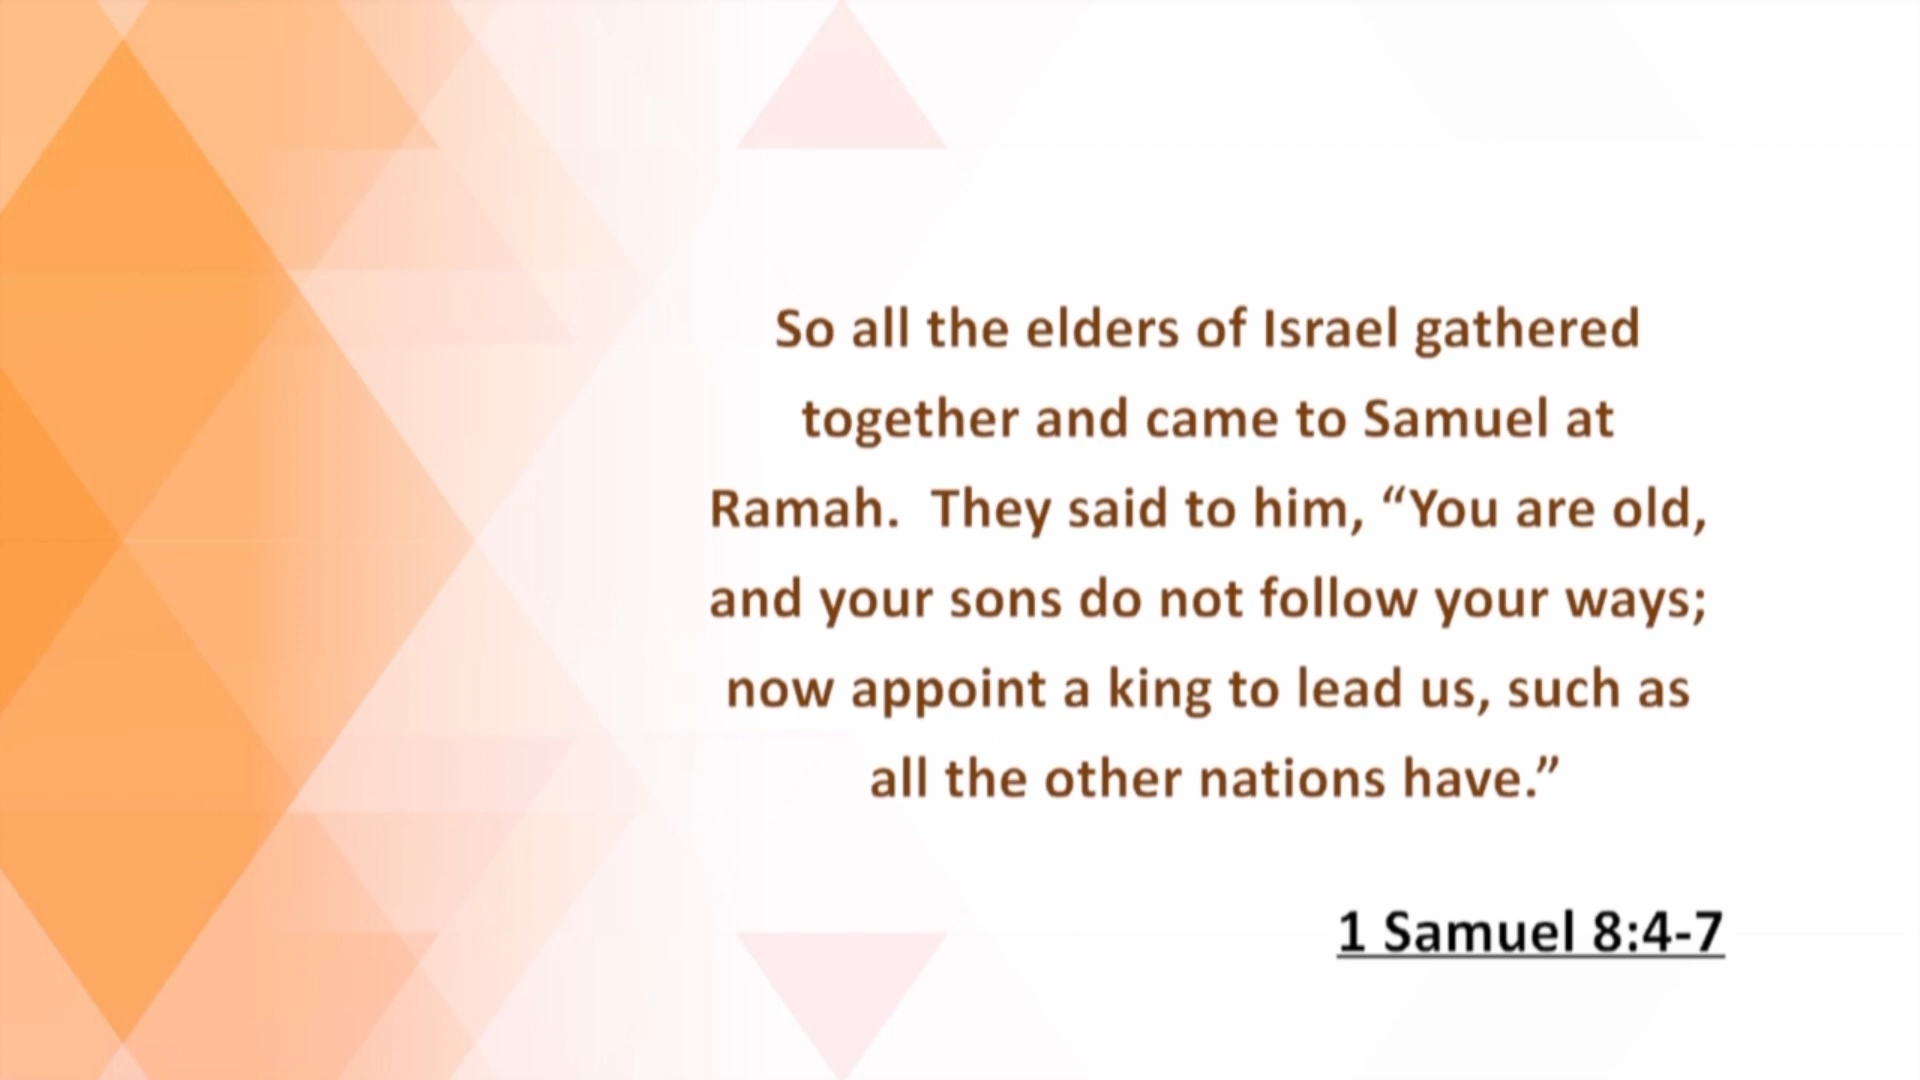 So all the elders of Israel gathered
together and came to Samuel at
Ramah.  They said to him, “You are old,
and your sons do not follow your ways;
now appoint a king to lead us, such as
all the other nations have.”
1 Samuel 8:4-7